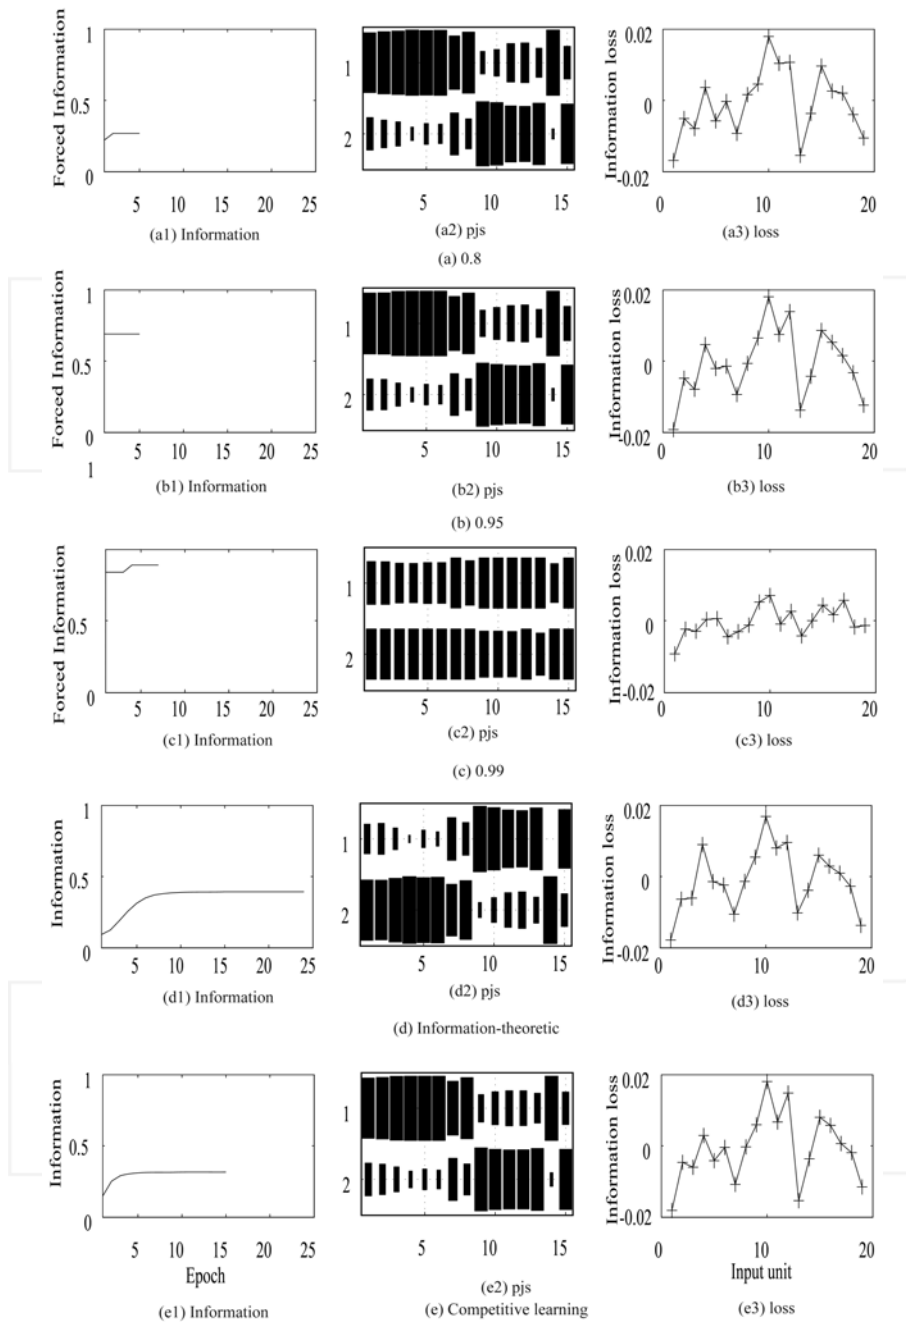 Forced Information
1
0.5
0
5 10 15 20 25
(a1) Information
1
2
5 10 15
(a2) pjs
(a) 0.8
Information loss
0.02
0
-0.02
0 10 20
(a3) loss
Forced Information
1
0.5
0
1
5 10 15 20 25
(b1) Information
1
2
5 10 15
(b2) pjs
(b) 0.95
Information loss
0.02
0
-0.02
0 10 20
(b3) loss
Forced Information
0.5
0
5 10 15 20 25
(c1) Information
1
2
5 10 15
(c2) pjs
(c) 0.99
Information loss
0.02
0
-0.02
0 10 20
(c3) loss
Information
1
0.5
0
5 10 15 20 25
(d1) Information
1
2
5 10 15
(d2) pjs
(d) Information-theoretic
Information loss
0.02
0
-0.02
0 10 20
(d3) loss
Information
1
0.5
0
5 10 15 20 25
Epoch
(e1) Information
1
2
5 10 15
(e2) pjs
(e) Competitive learning
Information loss
0.02
0
-0.02
0 10 20
Input unit
(e3) loss